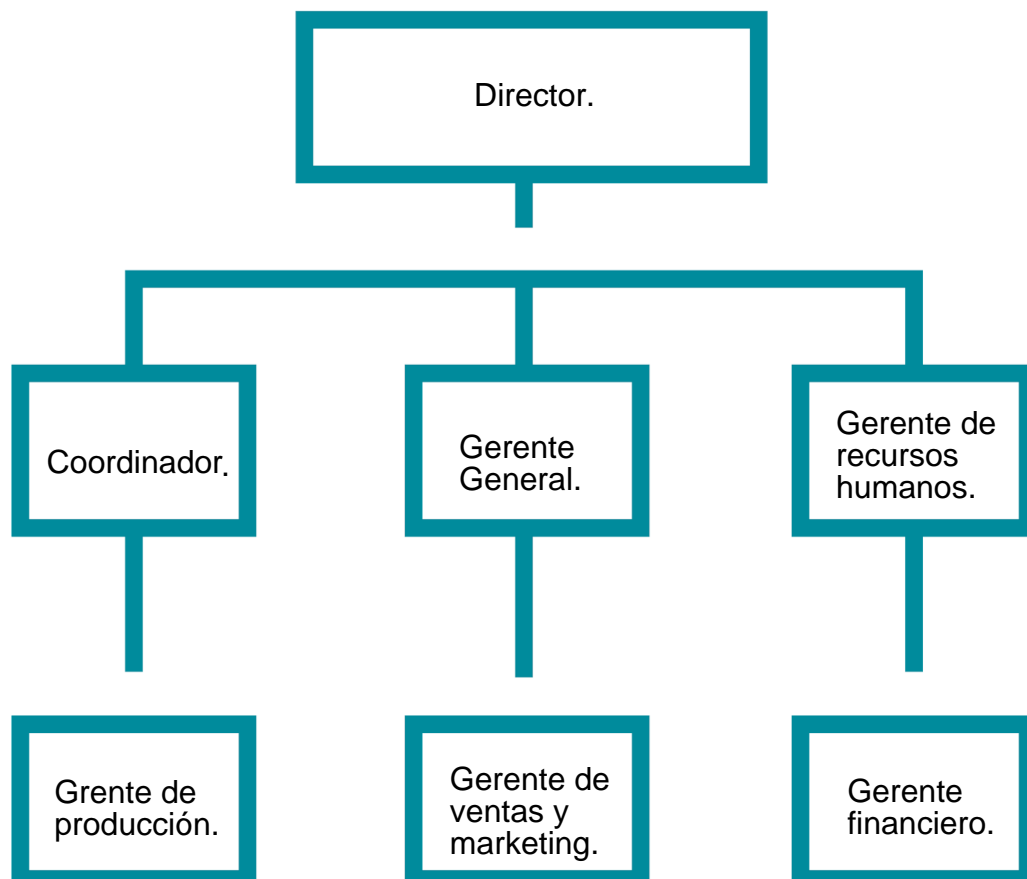 Director.
Coordinador.
Gerente
General.
Gerente de
recursos
humanos.
Grente de
producción.
Gerente de
ventas y
marketing.
Gerente
financiero.